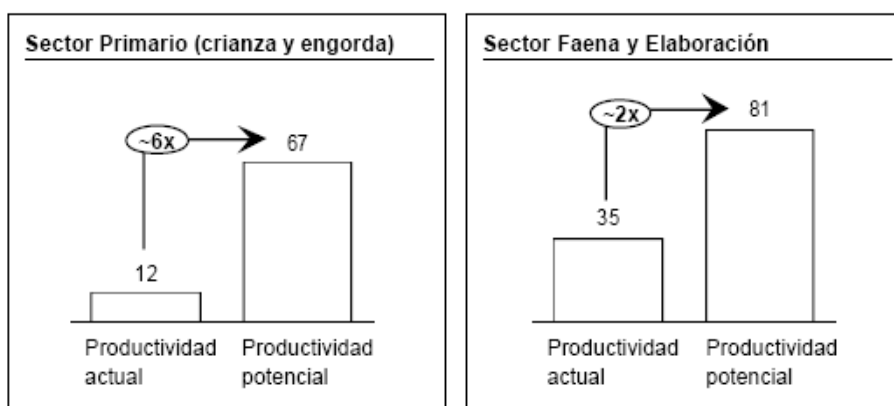 Sector Primario (crianza y engorda)
~6x
67
12
Productividad actual
Productividad potencial
Sector Faena y Elaboración
~2x
81
35
Productividad actual
Productividad potencial